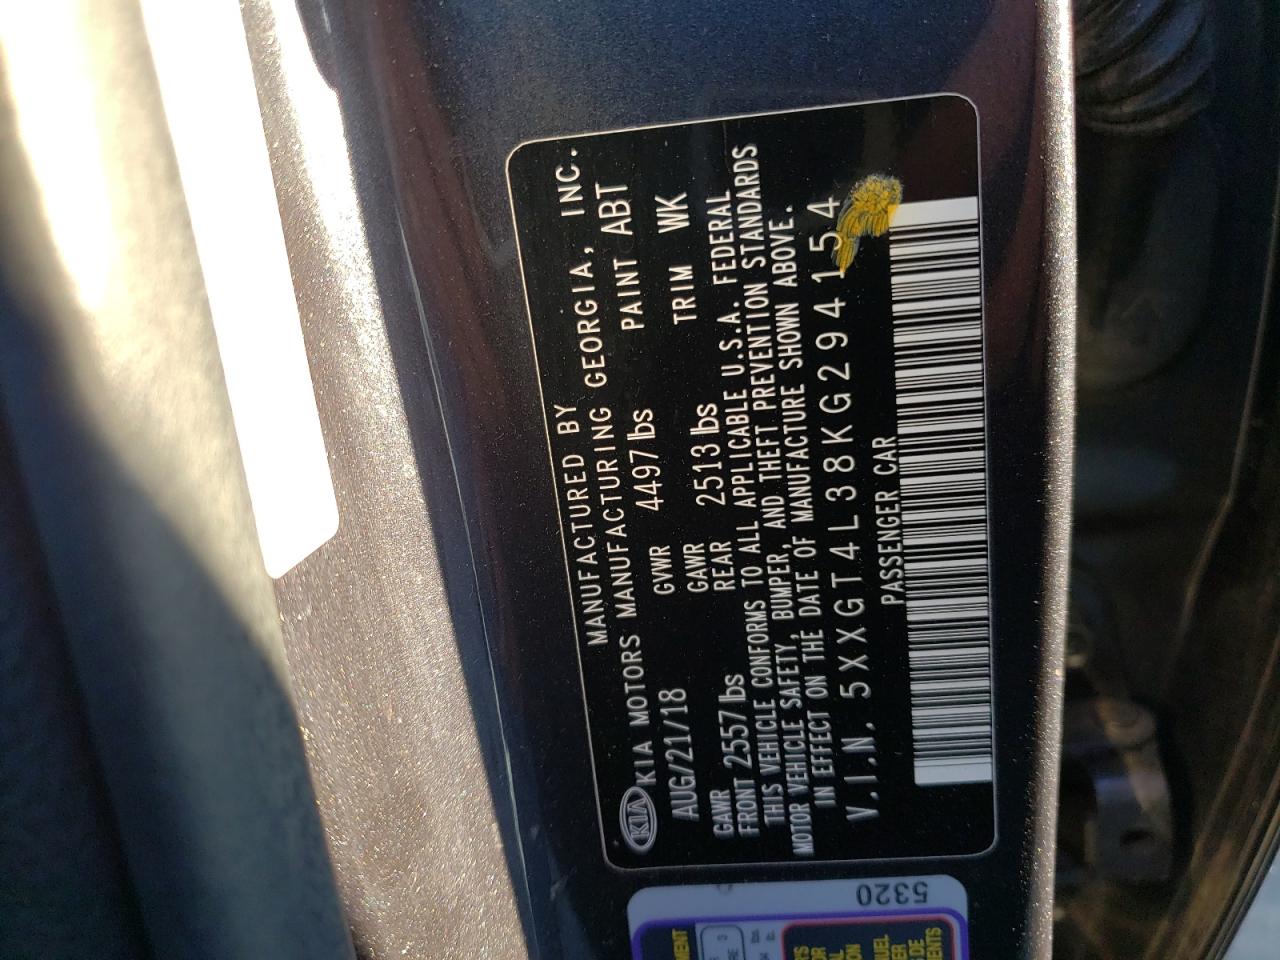 MANUFACTURED BY
KIA KIA MOTORS MANUFACTURING GEORGIA, INC.
AUG/21/18 GVWR 4497 lbs PAINT ABT
GAWR FRONT 2557 lbs GAWR REAR 2513 lbs TRIM WK
THIS VEHICLE CONFORMS TO ALL APPLICABLE U.S.A. FEDERAL
MOTOR VEHICLE SAFETY, BUMPER, AND THEFT PREVENTION STANDARDS
IN EFFECT ON THE DATE OF MANUFACTURE SHOWN ABOVE.
V.I.N. 5XXGT4L38KG294154
PASSENGER CAR
5320